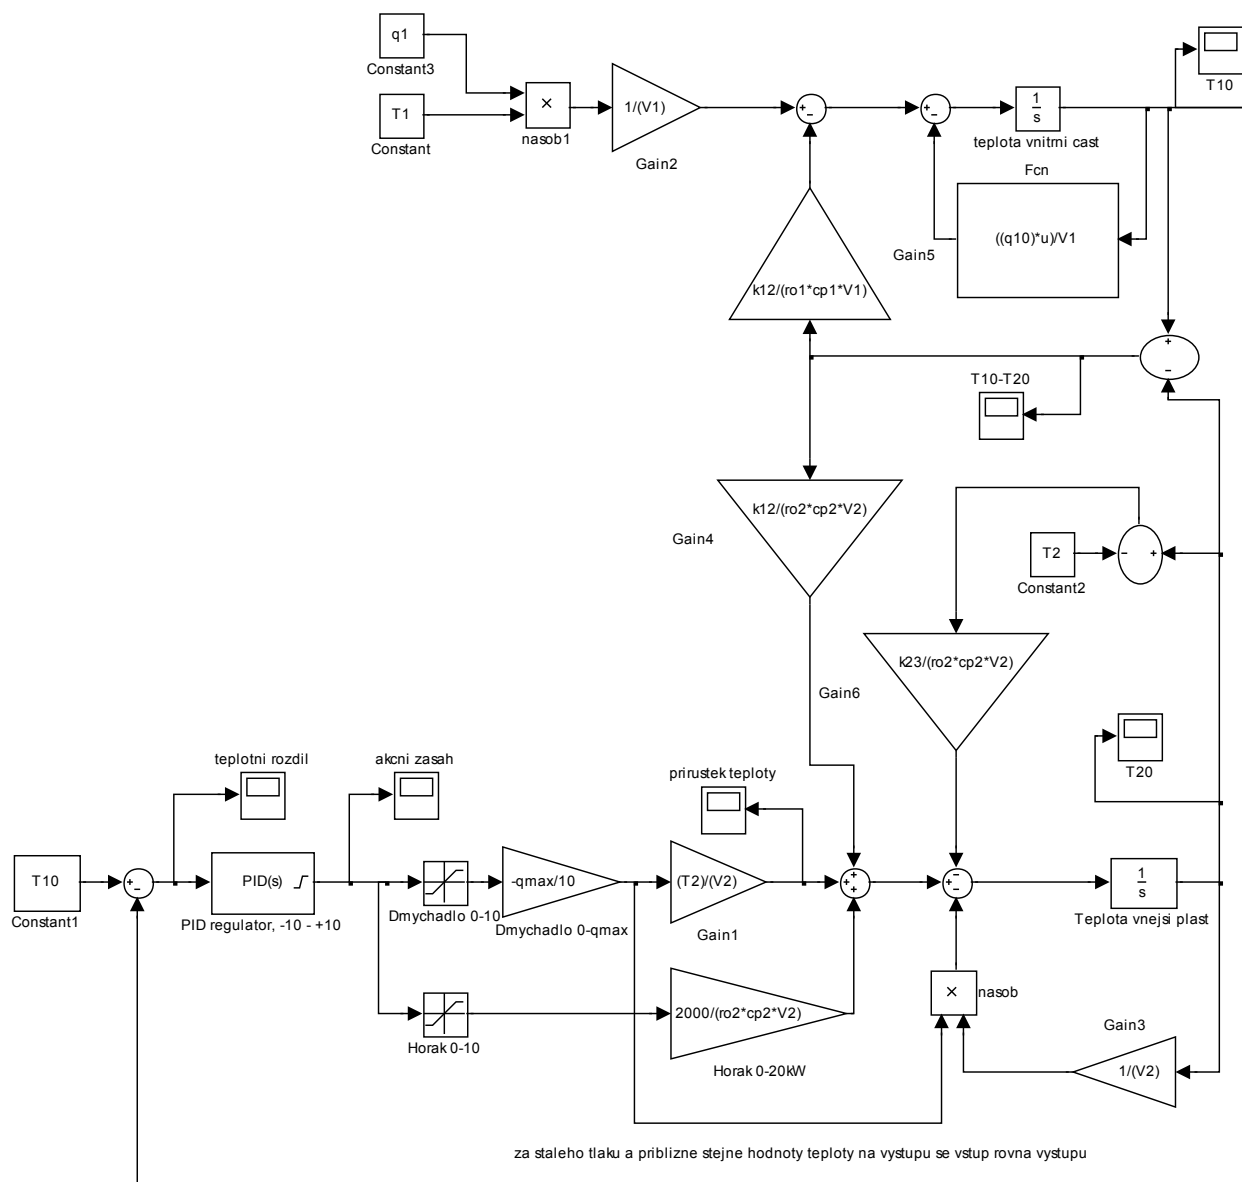 q1
Constant3
T1
Constant
×
nasob1
1/(V1)
Gain2
+
−
+
−
1
s
teplota vnitrni cast
T10
Fcn
((q10)*u)/V1
Gain5
k12/(ro1*cp1*V1)
+
−
T10-T20
k12/(ro2*cp2*V2)
Gain4
T2
Constant2
−
+
k23/(ro2*cp2*V2)
Gain6
T20
teplotni rozdil
akcni zasah
prirustek teploty
T10
Constant1
+
−
PID(s)
PID regulator, -10 - +10
Dmychadlo 0-10
-qmax/10
Dmychadlo 0-qmax
(T2)/(V2)
Gain1
+
+
+
−
+
−
1
s
Teplota vnejsi plast
Horak 0-10
2000/(ro2*cp2*V2)
Horak 0-20kW
×
nasob
Gain3
1/(V2)
za staleho tlaku a priblizne stejne hodnoty teploty na vystupu se vstup rovna vystupu